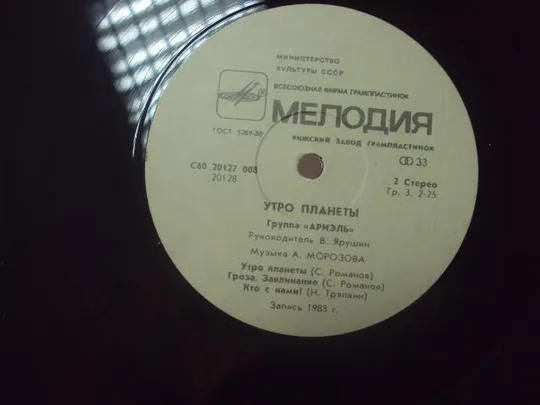 МИНИСТЕРСТВО
КУЛЬТУРЫ СССР
ВСЕСОЮЗНАЯ ФИРМА ГРАМПЛАСТИНОК
МЕЛОДИЯ
ГОСТ 5289-80
РИЖСКИЙ ЗАВОД ГРАМПЛАСТИНОК
33
С60 20127 008
20128
2 Стерео
Гр. 3. 2-25
УТРО ПЛАНЕТЫ
Группа «АРИЭЛЬ»
Руководитель В. Ярушин
Музыка А. МОРОЗОВА
Утро планеты (С. Романов)
Гроза. Заклинание (С. Романов)
Кто с нами! (Н. Тряпкин)
Запись 1983 г.